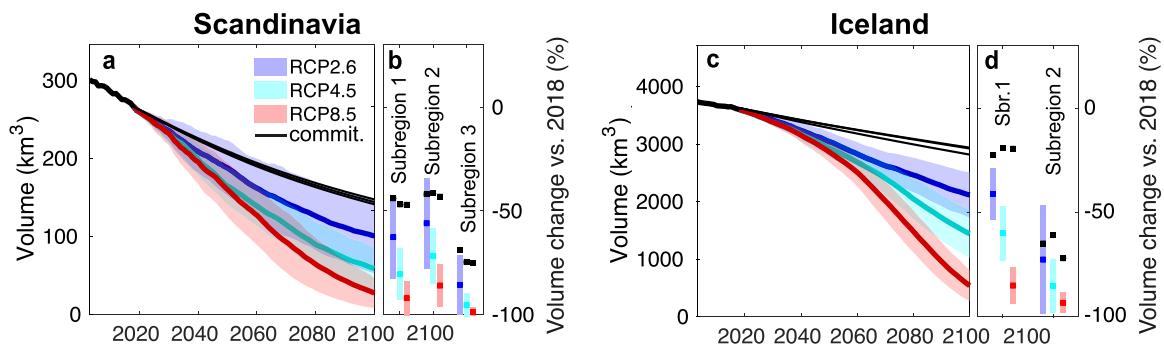 Scandinavia
Iceland
a
b
c
d
RCP2.6
RCP4.5
RCP8.5
commit.
Subregion 1
Subregion 2
Subregion 3
Sbr.1
Subregion 2
Volume (km³)
300
200
100
0
2020 2040 2060 2080 2100
2100
0
-50
-100
Volume change vs. 2018 (%)
Volume (km³)
4000
3000
2000
1000
0
2020 2040 2060 2080 2100
2100
0
-50
-100
Volume change vs. 2018 (%)